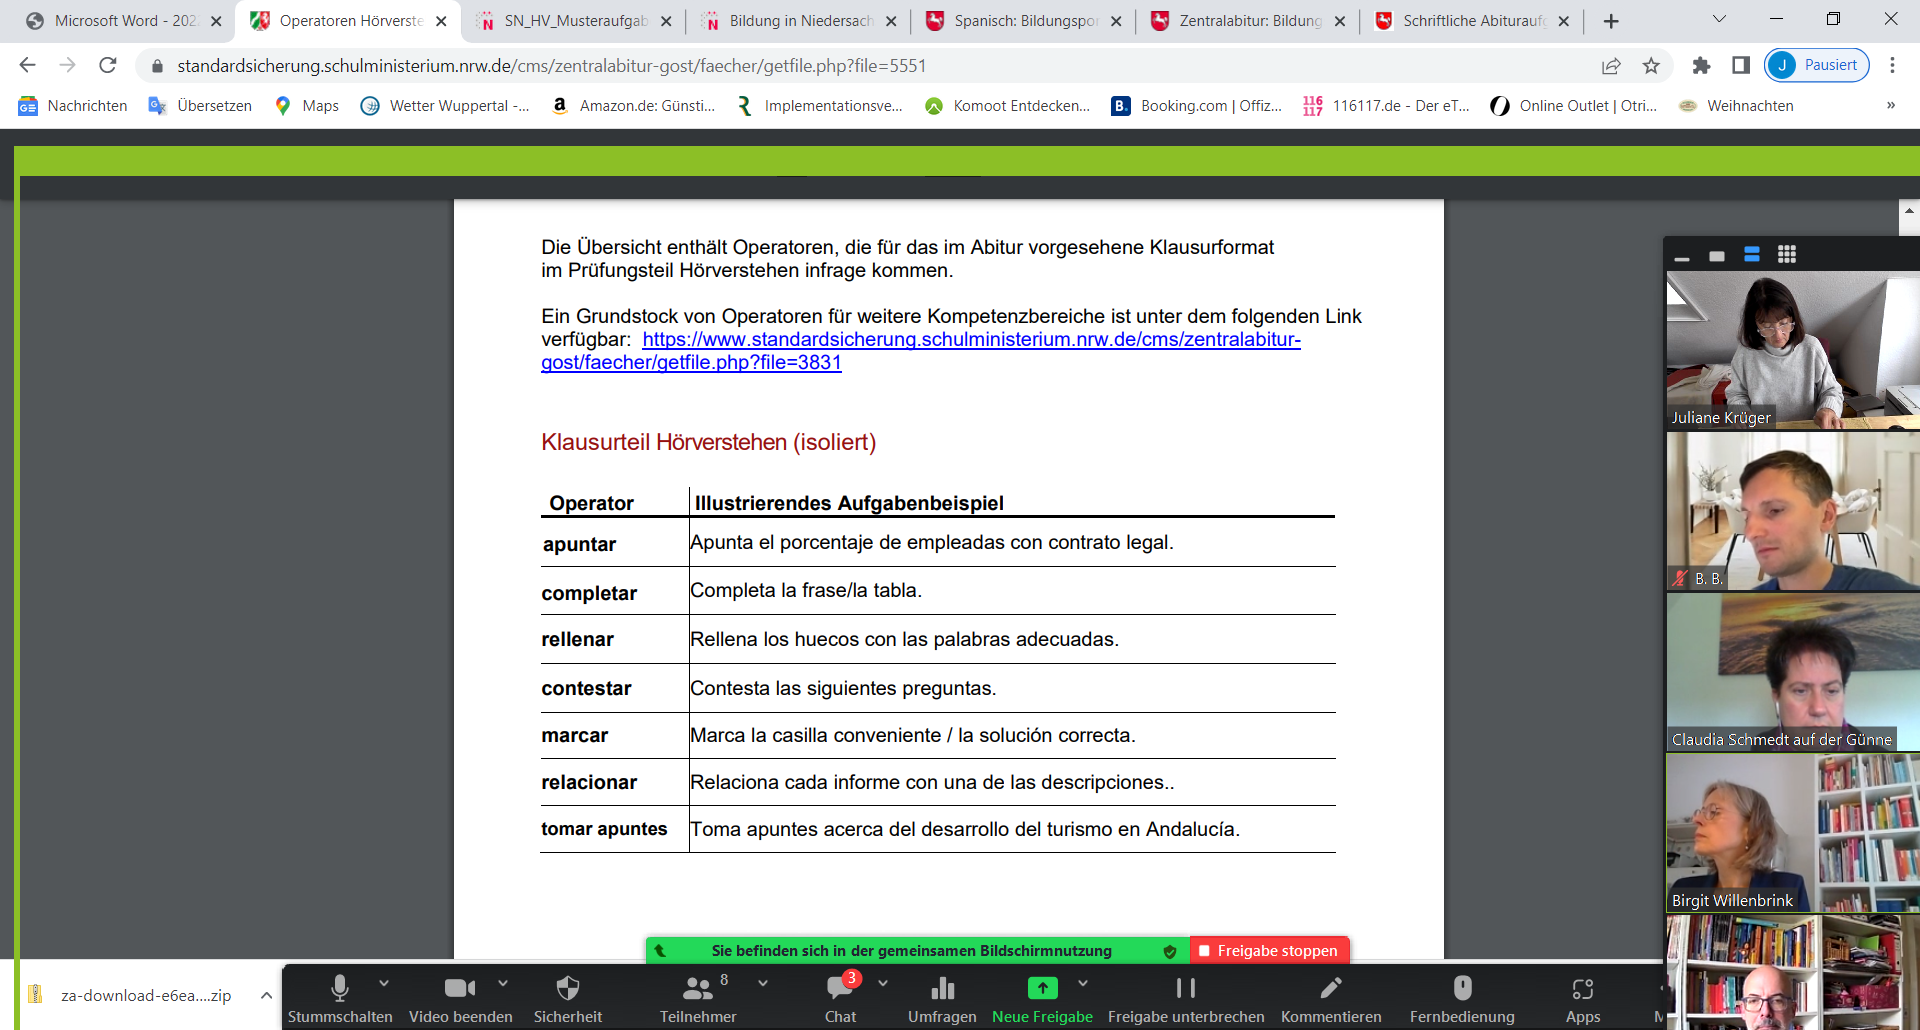 Microsoft Word - 202
Operatoren Hörverste
SN_HV_Musteraufgab
Bildung in Niedersach
Spanisch: Bildungspor
Zentralabitur: Bildung
Schriftliche Abituraufg
standardsicherung.schulministerium.nrw.de/cms/zentralabitur-gost/faecher/getfile.php?file=5551
J Pausiert
Nachrichten
Übersetzen
Maps
Wetter Wuppertal -...
Amazon.de: Günsti...
Implementationsve...
Komoot Entdecken...
Booking.com | Offiz...
116117.de - Der eT...
Online Outlet | Otri...
Weihnachten
»
Die Übersicht enthält Operatoren, die für das im Abitur vorgesehene Klausurformat
im Prüfungsteil Hörverstehen infrage kommen.
Ein Grundstock von Operatoren für weitere Kompetenzbereiche ist unter dem folgenden Link
verfügbar: https://www.standardsicherung.schulministerium.nrw.de/cms/zentralabitur-
gost/faecher/getfile.php?file=3831
Klausurteil Hörverstehen (isoliert)
Operator Illustrierendes Aufgabenbeispiel
apuntar Apunta el porcentaje de empleadas con contrato legal.
completar Completa la frase/la tabla.
rellenar Rellena los huecos con las palabras adecuadas.
contestar Contesta las siguientes preguntas.
marcar Marca la casilla conveniente / la solución correcta.
relacionar Relaciona cada informe con una de las descripciones..
tomar apuntes Toma apuntes acerca del desarrollo del turismo en Andalucía.
Juliane Krüger
B. B.
Claudia Schmedt auf der Günne
Birgit Willenbrink
Sie befinden sich in der gemeinsamen Bildschirmnutzung
Freigabe stoppen
za-download-e6ea....zip
Stummschalten
Video beenden
Sicherheit
8
Teilnehmer
3
Chat
Umfragen
Neue Freigabe
Freigabe unterbrechen
Kommentieren
Fernbedienung
Apps